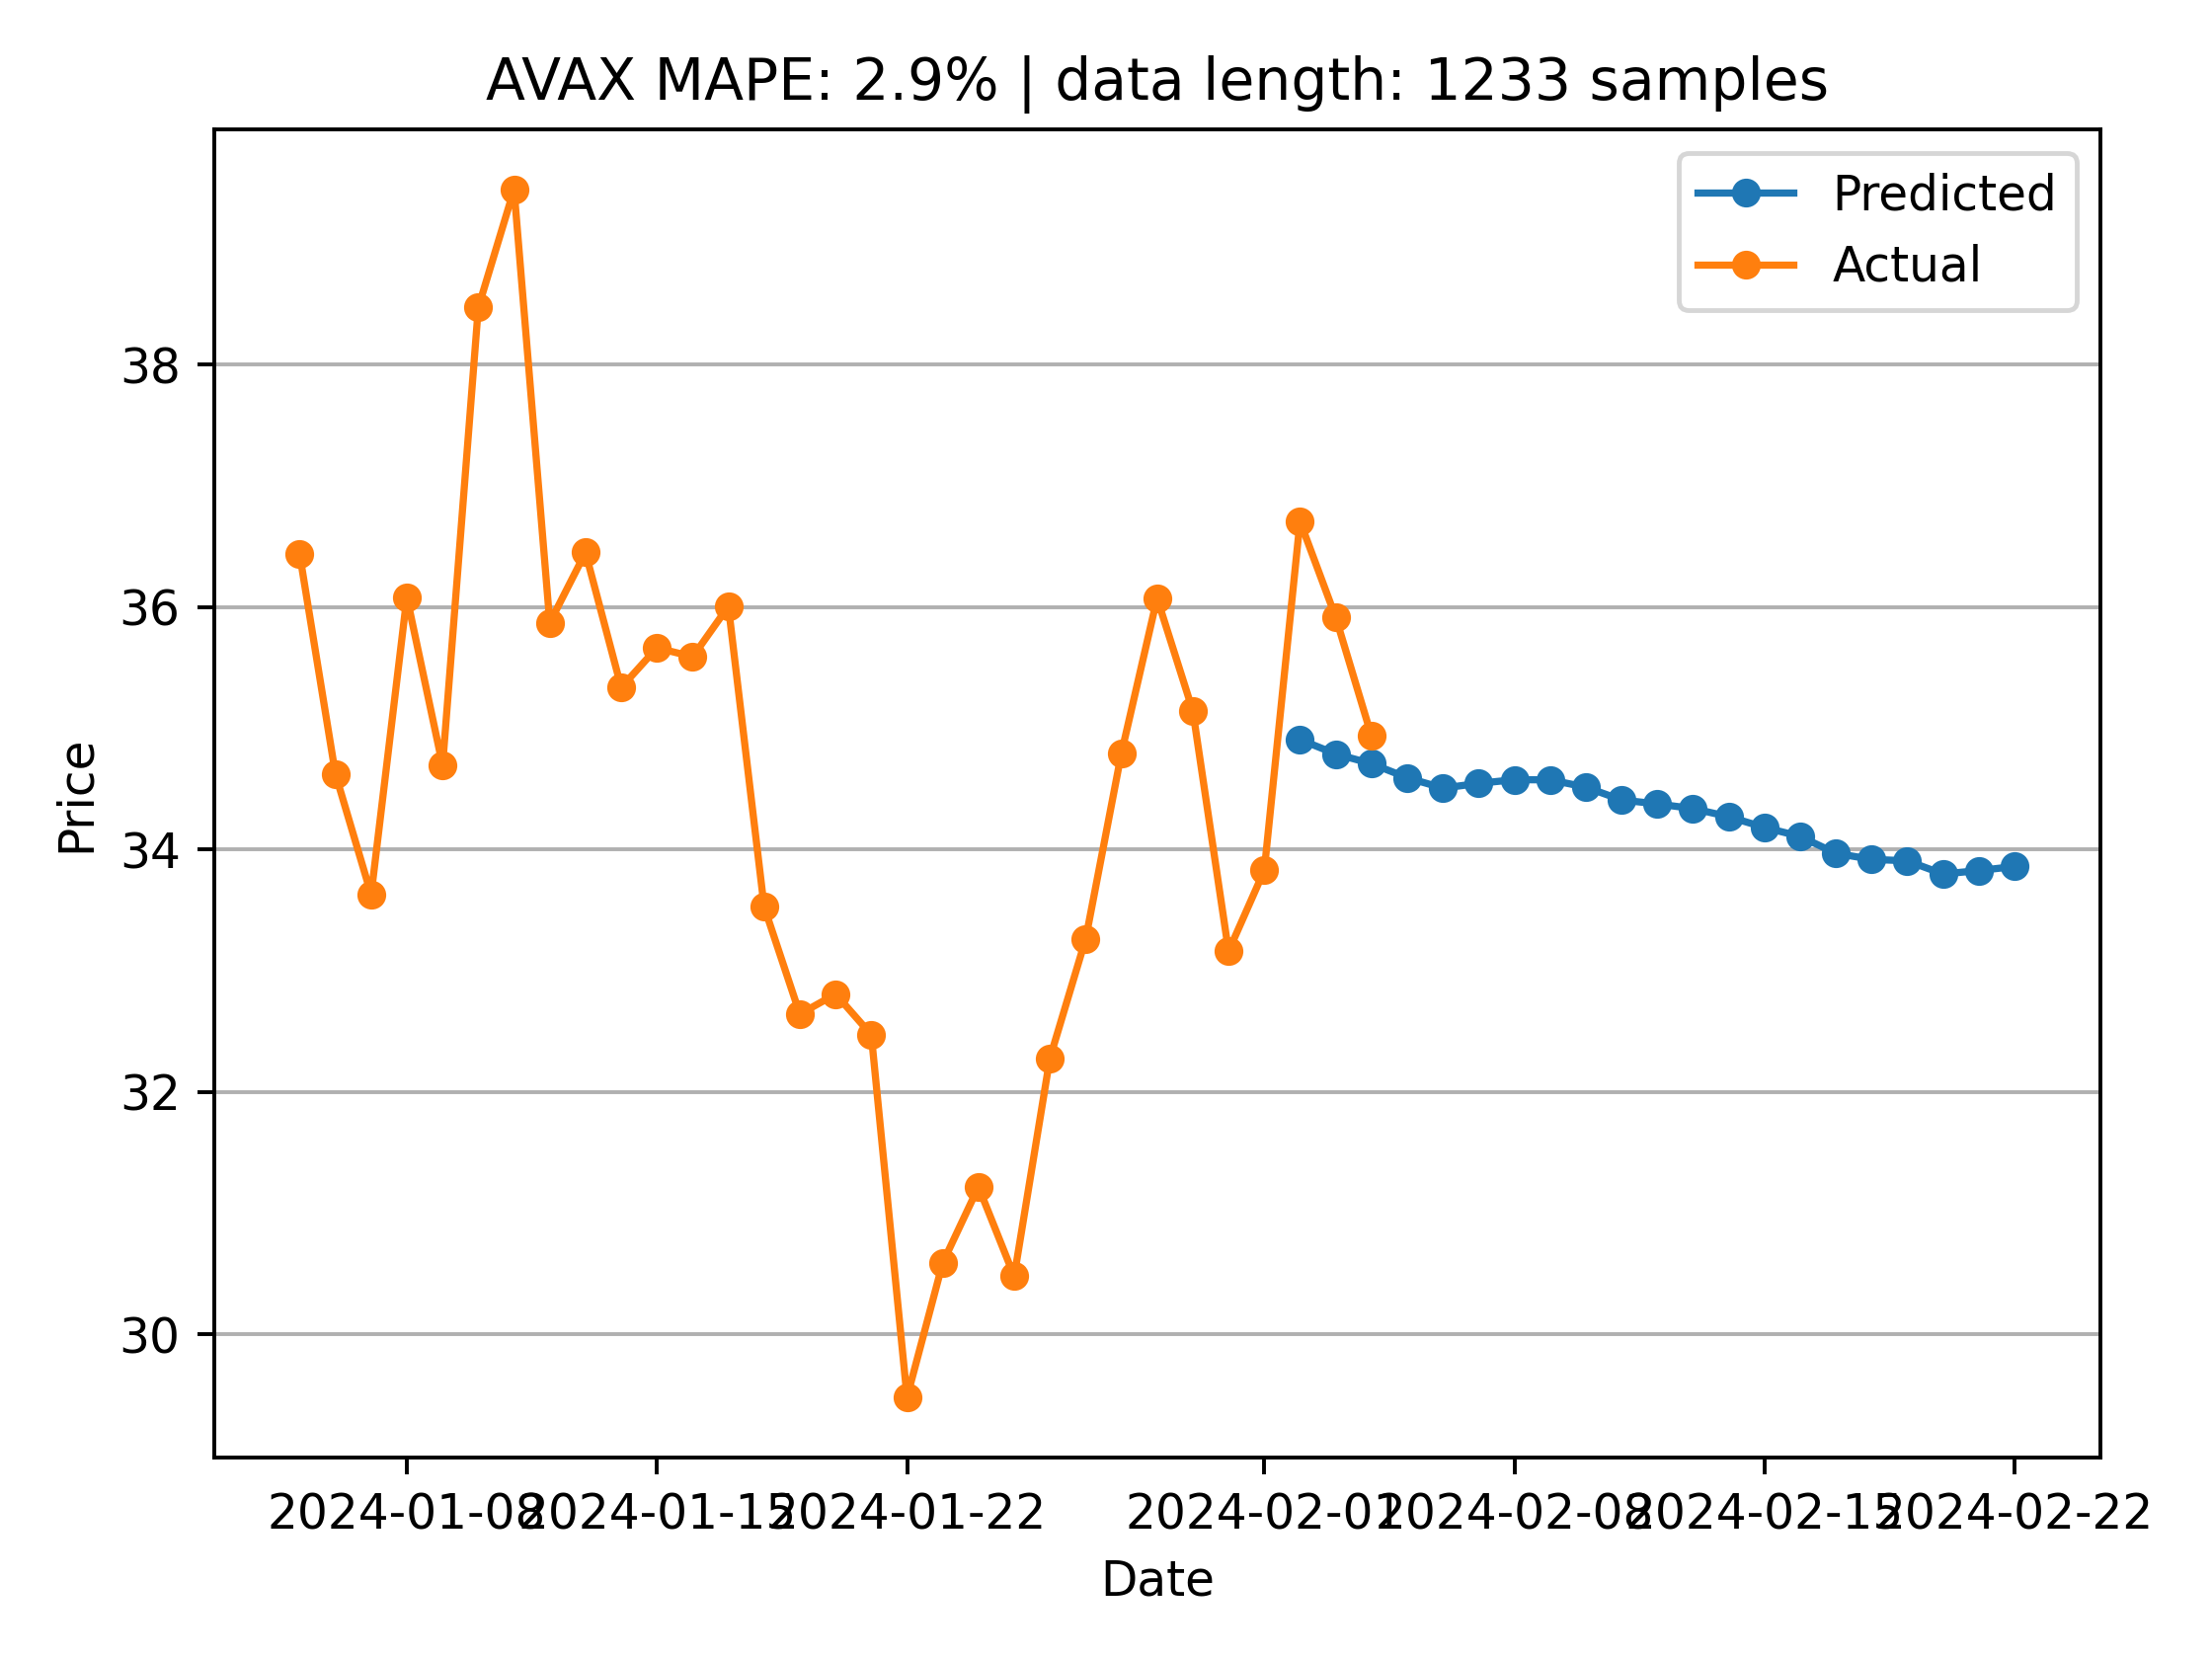 AVAX MAPE: 2.9% | data length: 1233 samples
Predicted
Actual
38
36
34
32
30
Price
2024-01-08 2024-01-15 2024-01-22 2024-02-01 2024-02-08 2024-02-15 2024-02-22
Date